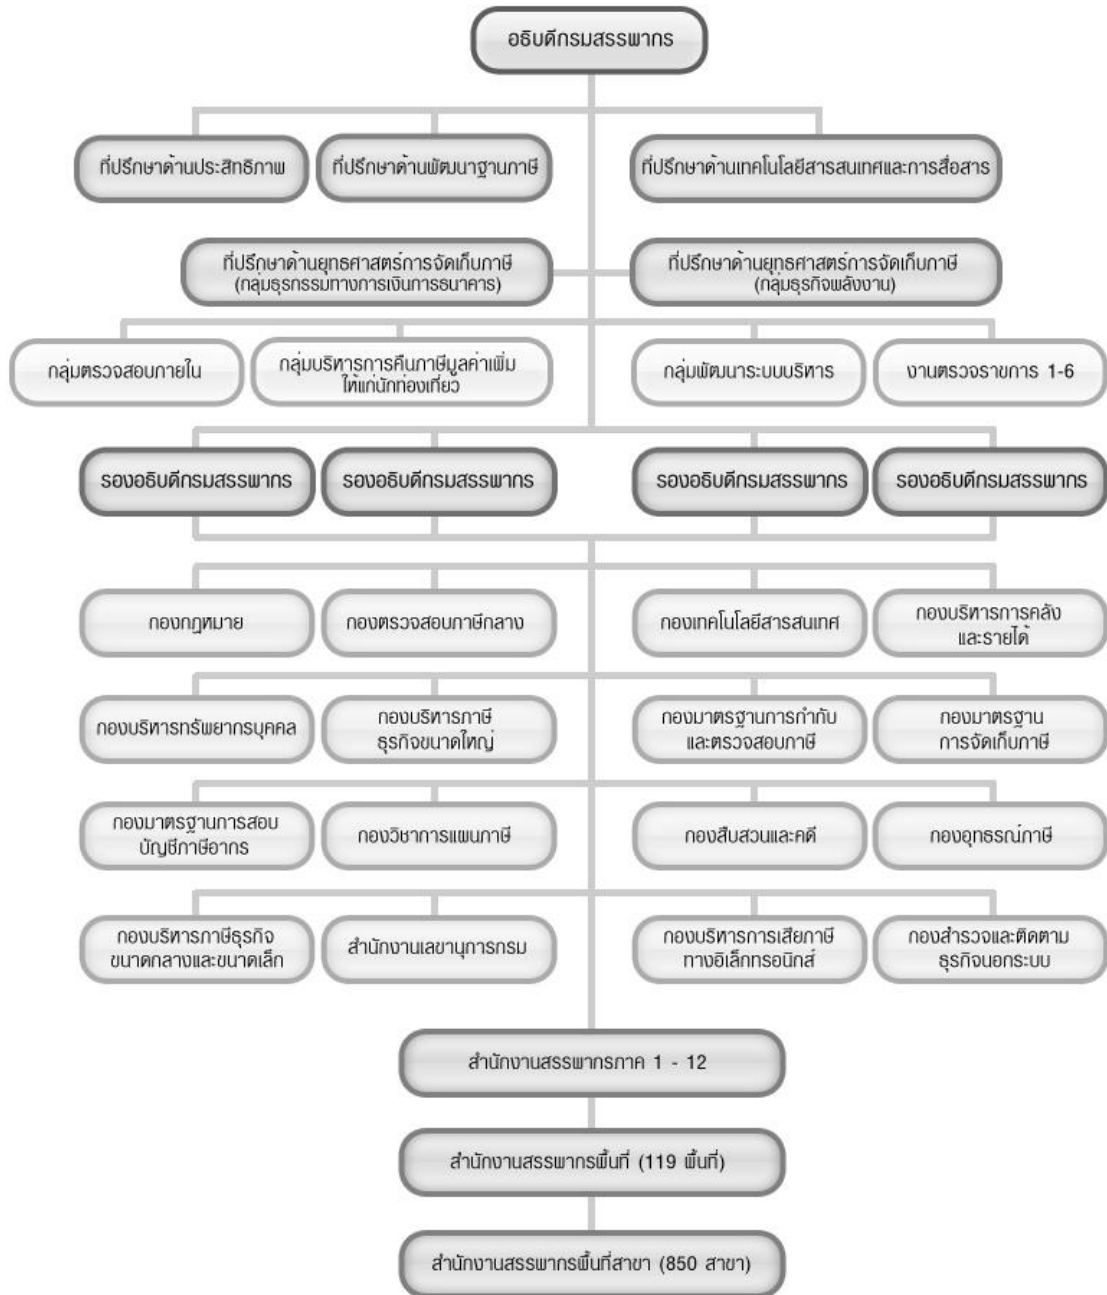 อธิบดีกรมสรรพากร
ที่ปรึกษาด้านประสิทธิภาพ
ที่ปรึกษาด้านพัฒนาฐานภาษี
ที่ปรึกษาด้านเทคโนโลยีสารสนเทศและการสื่อสาร
ที่ปรึกษาด้านยุทธศาสตร์การจัดเก็บภาษี
(กลุ่มธุรกรรมทางการเงินการธนาคาร)
ที่ปรึกษาด้านยุทธศาสตร์การจัดเก็บภาษี
(กลุ่มธุรกิจพลังงาน)
กลุ่มตรวจสอบภายใน
กลุ่มบริหารการคืนภาษีมูลค่าเพิ่ม
ให้แก่นักท่องเที่ยว
กลุ่มพัฒนาระบบบริหาร
งานตรวจราชการ 1-6
รองอธิบดีกรมสรรพากร
รองอธิบดีกรมสรรพากร
รองอธิบดีกรมสรรพากร
รองอธิบดีกรมสรรพากร
กองกฎหมาย
กองตรวจสอบภาษีกลาง
กองเทคโนโลยีสารสนเทศ
กองบริหารการคลัง
และรายได้
กองบริหารทรัพยากรบุคคล
กองบริหารภาษี
ธุรกิจขนาดใหญ่
กองมาตรฐานการกำกับ
และตรวจสอบภาษี
กองมาตรฐาน
การจัดเก็บภาษี
กองมาตรฐานการสอบ
บัญชีภาษีอากร
กองวิชาการแผนภาษี
กองสืบสวนและคดี
กองอุทธรณ์ภาษี
กองบริหารภาษีธุรกิจ
ขนาดกลางและขนาดเล็ก
สำนักงานเลขานุการกรม
กองบริหารการเสียภาษี
ทางอิเล็กทรอนิกส์
กองสำรวจและติดตาม
ธุรกิจนอกระบบ
สำนักงานสรรพากรภาค 1 - 12
สำนักงานสรรพากรพื้นที่ (119 พื้นที่)
สำนักงานสรรพากรพื้นที่สาขา (850 สาขา)